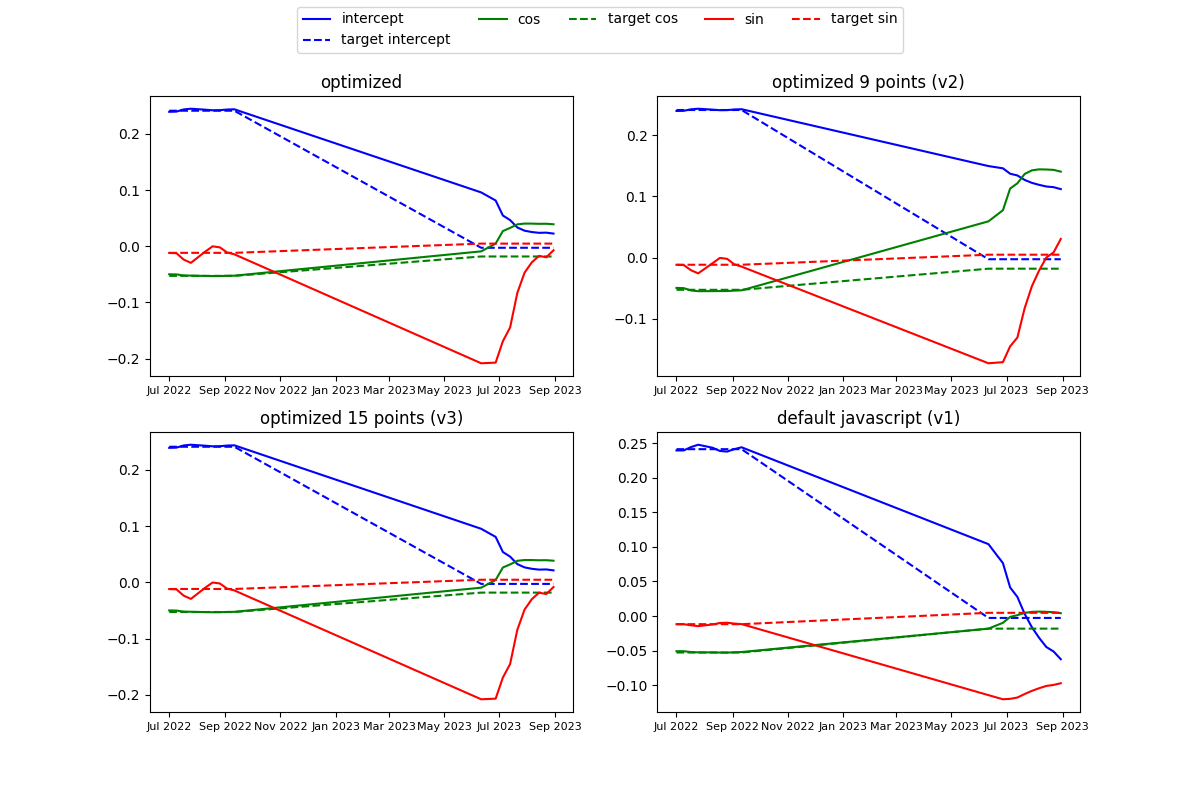 intercept cos target cos sin target sin
target intercept
optimized
0.2
0.1
0.0
−0.1
−0.2
Jul 2022 Sep 2022 Nov 2022 Jan 2023 Mar 2023 May 2023 Jul 2023 Sep 2023
optimized 9 points (v2)
0.2
0.1
0.0
−0.1
Jul 2022 Sep 2022 Nov 2022 Jan 2023 Mar 2023 May 2023 Jul 2023 Sep 2023
optimized 15 points (v3)
0.2
0.1
0.0
−0.1
−0.2
Jul 2022 Sep 2022 Nov 2022 Jan 2023 Mar 2023 May 2023 Jul 2023 Sep 2023
default javascript (v1)
0.25
0.20
0.15
0.10
0.05
0.00
−0.05
−0.10
Jul 2022 Sep 2022 Nov 2022 Jan 2023 Mar 2023 May 2023 Jul 2023 Sep 2023